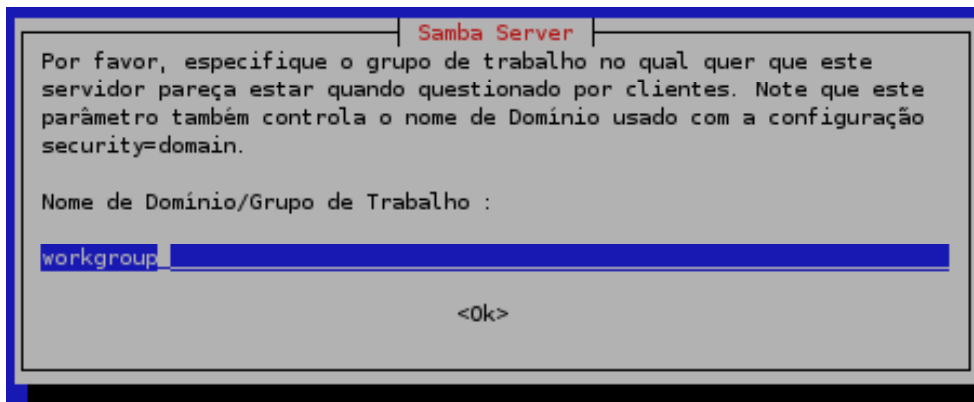 Samba Server
Por favor, especifique o grupo de trabalho no qual quer que este
servidor pareça estar quando questionado por clientes. Note que este
parâmetro também controla o nome de Domínio usado com a configuração
security=domain.
Nome de Domínio/Grupo de Trabalho :
workgroup
<Ok>